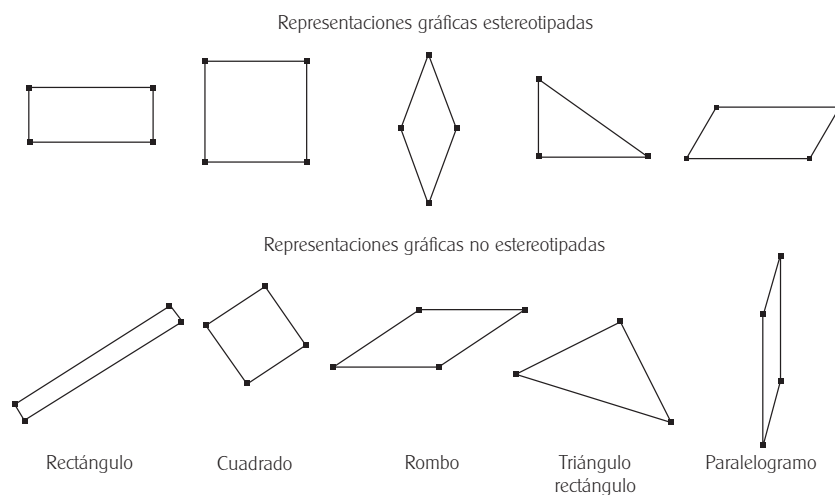 Representaciones gráficas estereotipadas
Representaciones gráficas no estereotipadas
Rectángulo
Cuadrado
Rombo
Triángulo
rectángulo
Paralelogramo